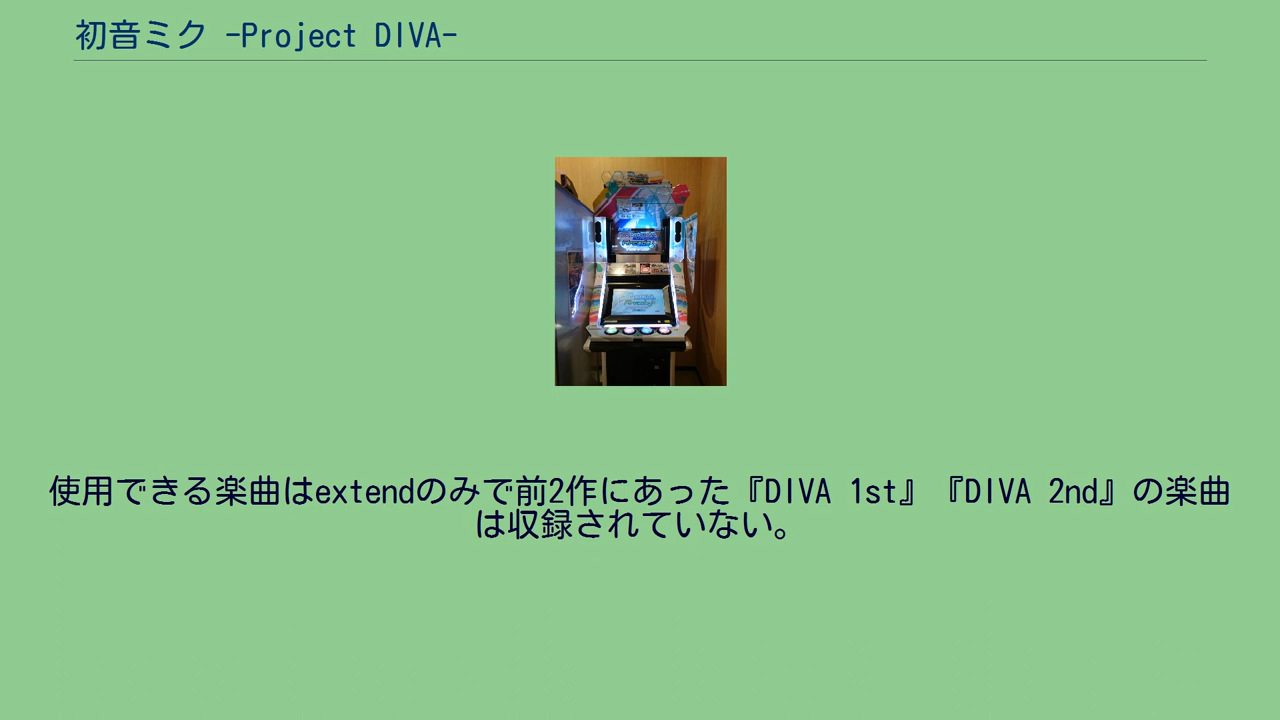 初音ミク -Project DIVA-
使用できる楽曲はextendのみで前2作にあった『DIVA 1st』『DIVA 2nd』の楽曲
は収録されていない。